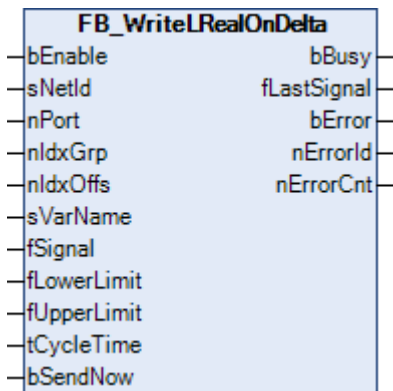 FB_WriteLRealOnDelta
bEnable bBusy
sNetId fLastSignal
nPort bError
nIdxGrp nErrorId
nIdxOffs nErrorCnt
sVarName
fSignal
fLowerLimit
fUpperLimit
tCycleTime
bSendNow